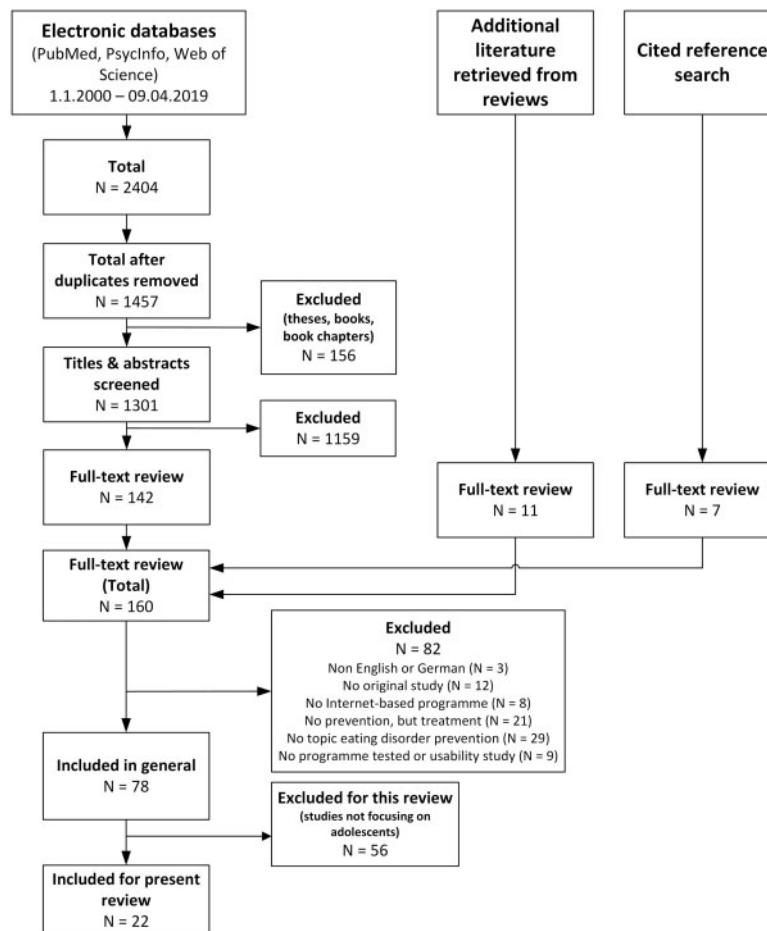 Electronic databases
(PubMed, PsycInfo, Web of
Science)
1.1.2000 – 09.04.2019
Additional
literature
retrieved from
reviews
Cited reference
search
Total
N = 2404
Total after
duplicates removed
N = 1457
Excluded
(theses, books,
book chapters)
N = 156
Titles & abstracts
screened
N = 1301
Excluded
N = 1159
Full-text review
N = 142
Full-text review
N = 11
Full-text review
N = 7
Full-text review
(Total)
N = 160
Excluded
N = 82
Non English or German (N = 3)
No original study (N = 12)
No Internet-based programme (N = 8)
No prevention, but treatment (N = 21)
No topic eating disorder prevention (N = 29)
No programme tested or usability study (N = 9)
Included in general
N = 78
Excluded for this review
(studies not focusing on
adolescents)
N = 56
Included for present
review
N = 22